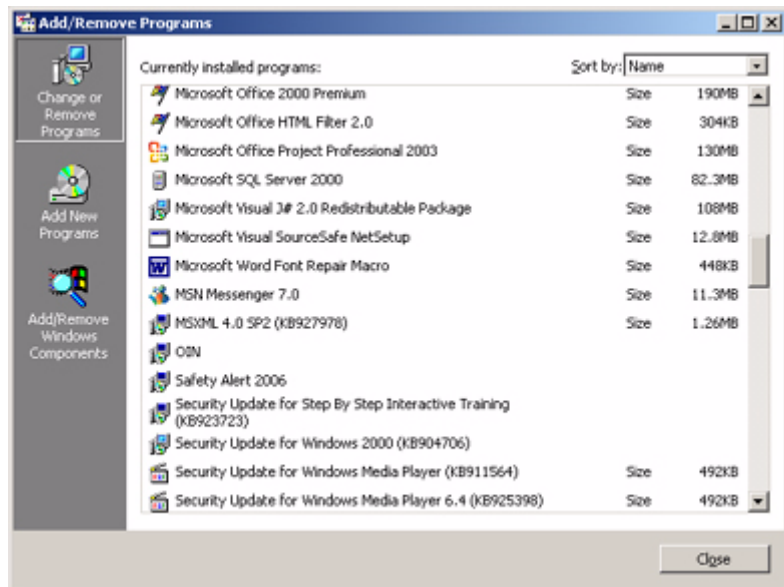 Add/Remove Programs
Change or
Remove
Programs
Add New
Programs
Add/Remove
Windows
Components
Currently installed programs:
Sort by: Name
Microsoft Office 2000 Premium Size 190MB
Microsoft Office HTML Filter 2.0 Size 304KB
Microsoft Office Project Professional 2003 Size 130MB
Microsoft SQL Server 2000 Size 82.3MB
Microsoft Visual J# 2.0 Redistributable Package Size 108MB
Microsoft Visual SourceSafe NetSetup Size 12.8MB
Microsoft Word Font Repair Macro Size 448KB
MSN Messenger 7.0 Size 11.3MB
MSXML 4.0 SP2 (KB927978) Size 1.26MB
OIN
Safety Alert 2006
Security Update for Step By Step Interactive Training
(KB923723)
Security Update for Windows 2000 (KB904706)
Security Update for Windows Media Player (KB911564) Size 492KB
Security Update for Windows Media Player 6.4 (KB925398) Size 492KB
Close